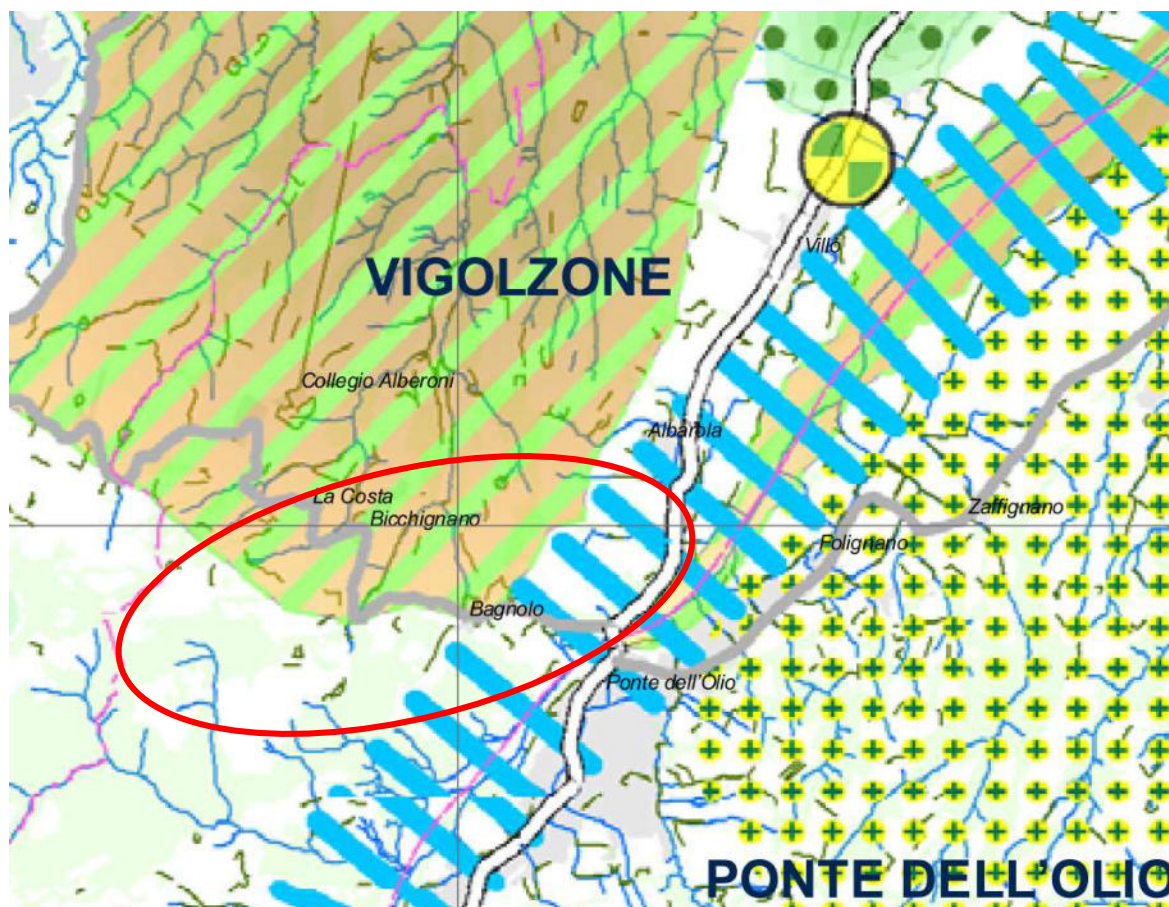 Villò
VIGOLZONE
Collegio Alberoni
Albarola
La Costa
Zaffignano
Bicchignano
Folignano
Bagnolo
Ponte dell'Olio
PONTE DELL'OLIO